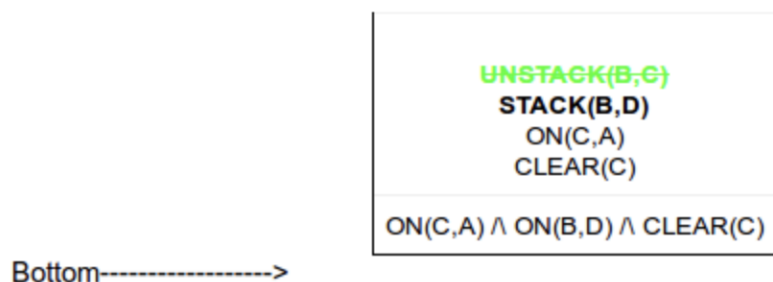 UNSTACK(B,C)
STACK(B,D)
ON(C,A)
CLEAR(C)
ON(C,A) /\ ON(B,D) /\ CLEAR(C)
Bottom------------------>